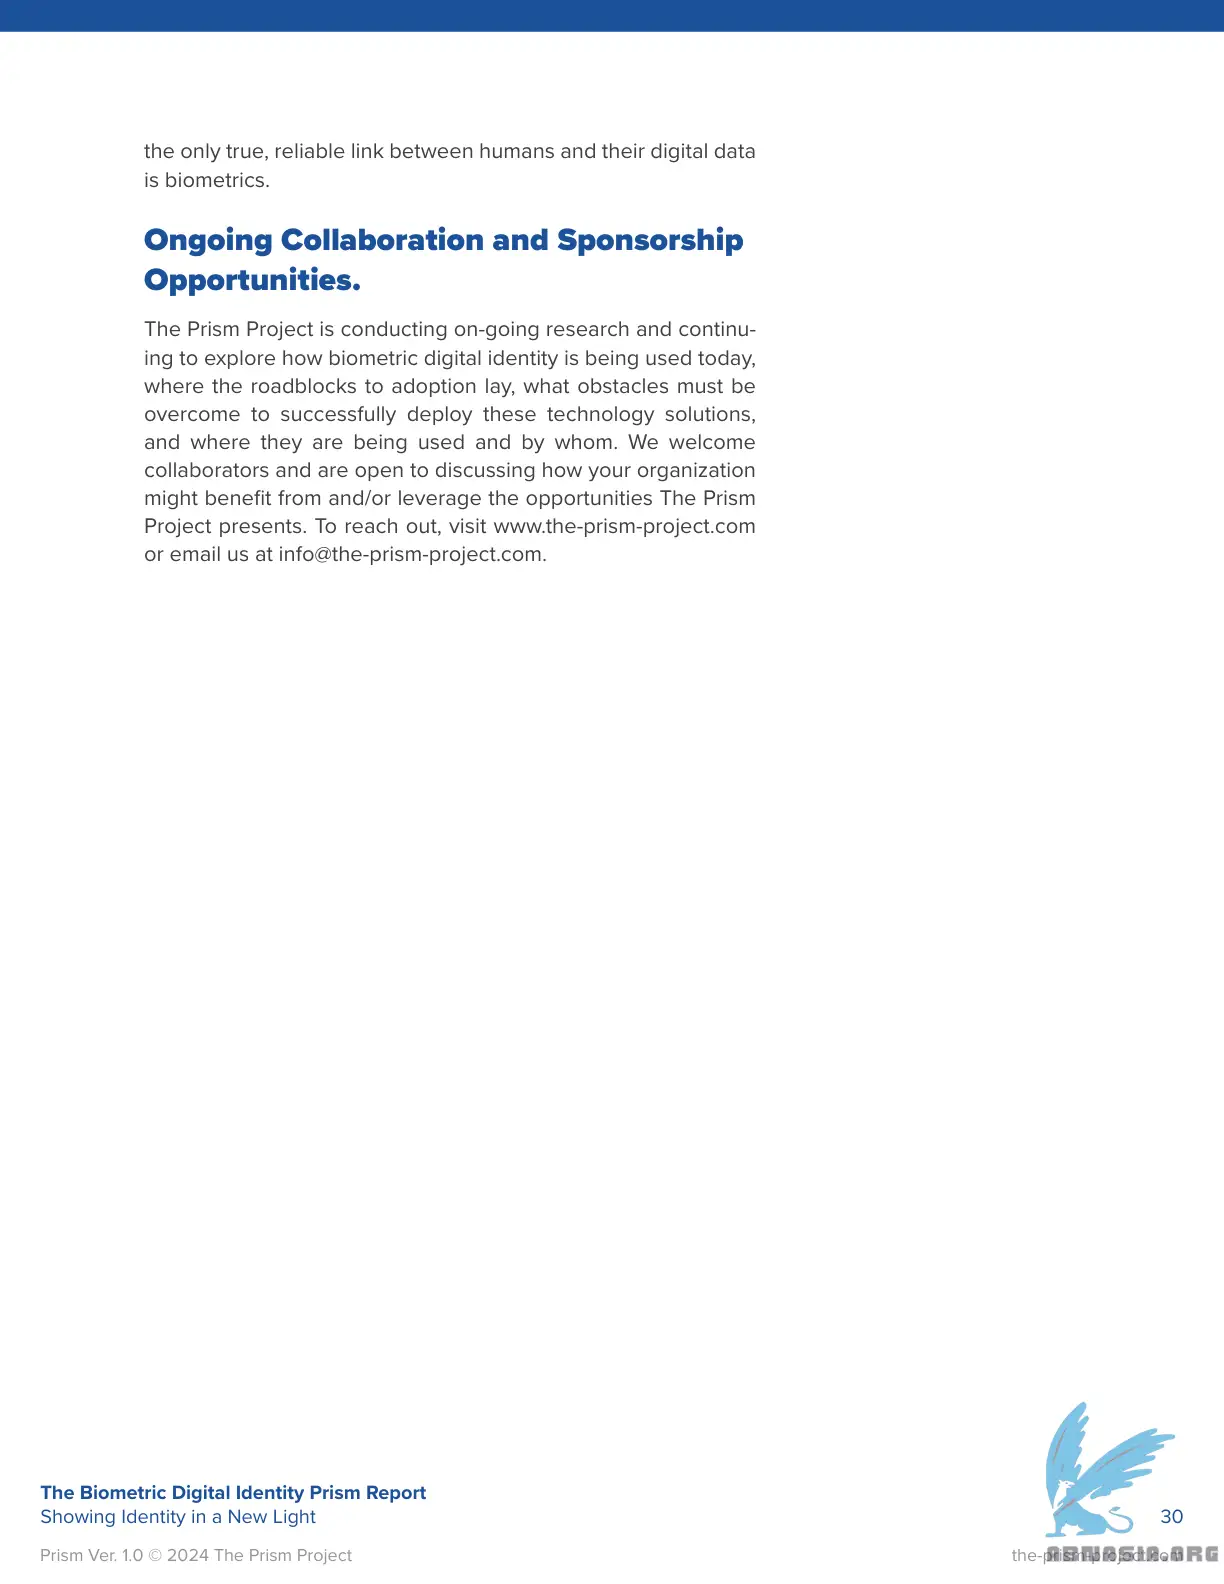 the only true, reliable link between humans and their digital data
is biometrics.
Ongoing Collaboration and Sponsorship
Opportunities.
The Prism Project is conducting on-going research and continu-
ing to explore how biometric digital identity is being used today,
where the roadblocks to adoption lay, what obstacles must be
overcome to successfully deploy these technology solutions,
and where they are being used and by whom. We welcome
collaborators and are open to discussing how your organization
might benefit from and/or leverage the opportunities The Prism
Project presents. To reach out, visit www.the-prism-project.com
or email us at info@the-prism-project.com.
The Biometric Digital Identity Prism Report
Showing Identity in a New Light
30
Prism Ver. 1.0 © 2024 The Prism Project
the-prism-project.com